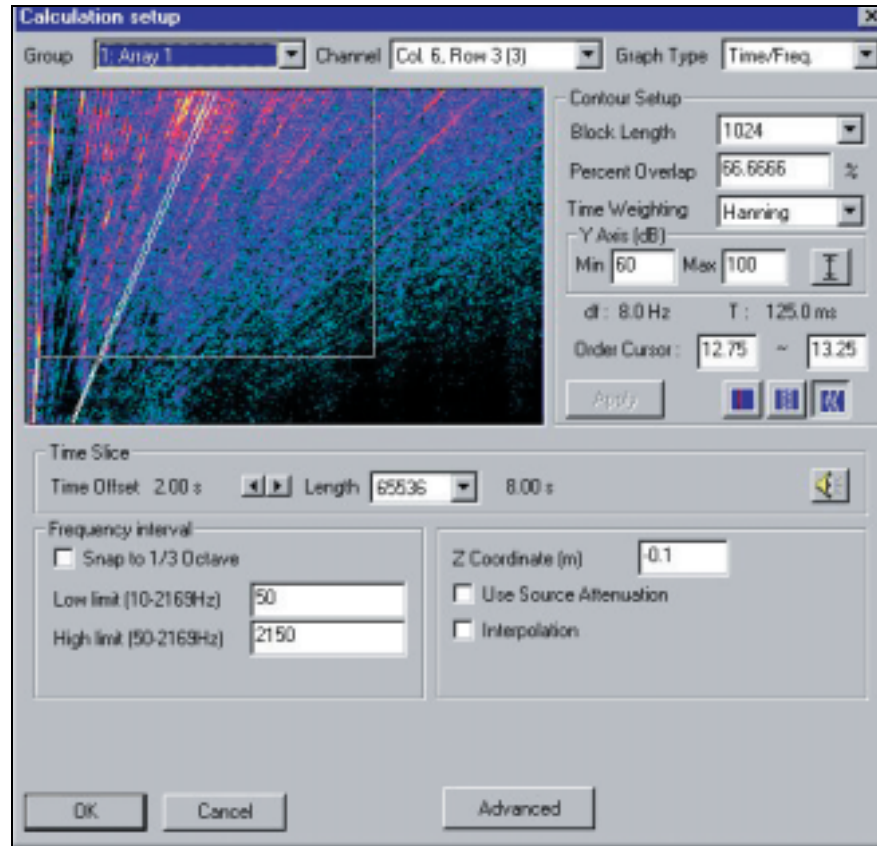 Calculation setup
Group 1: Array 1 Channel Col. 6, Row 3 (3) Graph Type Time/Freq.
Contour Setup
Block Length 1024
Percent Overlap 66.6666 %
Time Weighting Hanning
Y Axis (dB)
Min 60 Max 100
df : 8.0 Hz T : 125.0 ms
Order Cursor : 12.75 ~ 13.25
Apply
Time Slice
Time Offset 2.00 s Length 65536 8.00 s
Frequency interval
Snap to 1/3 Octave
Low limit (10-2169Hz) 50
High limit (50-2169Hz) 2150
Z Coordinate (m) -0.1
Use Source Attenuation
Interpolation
OK Cancel Advanced